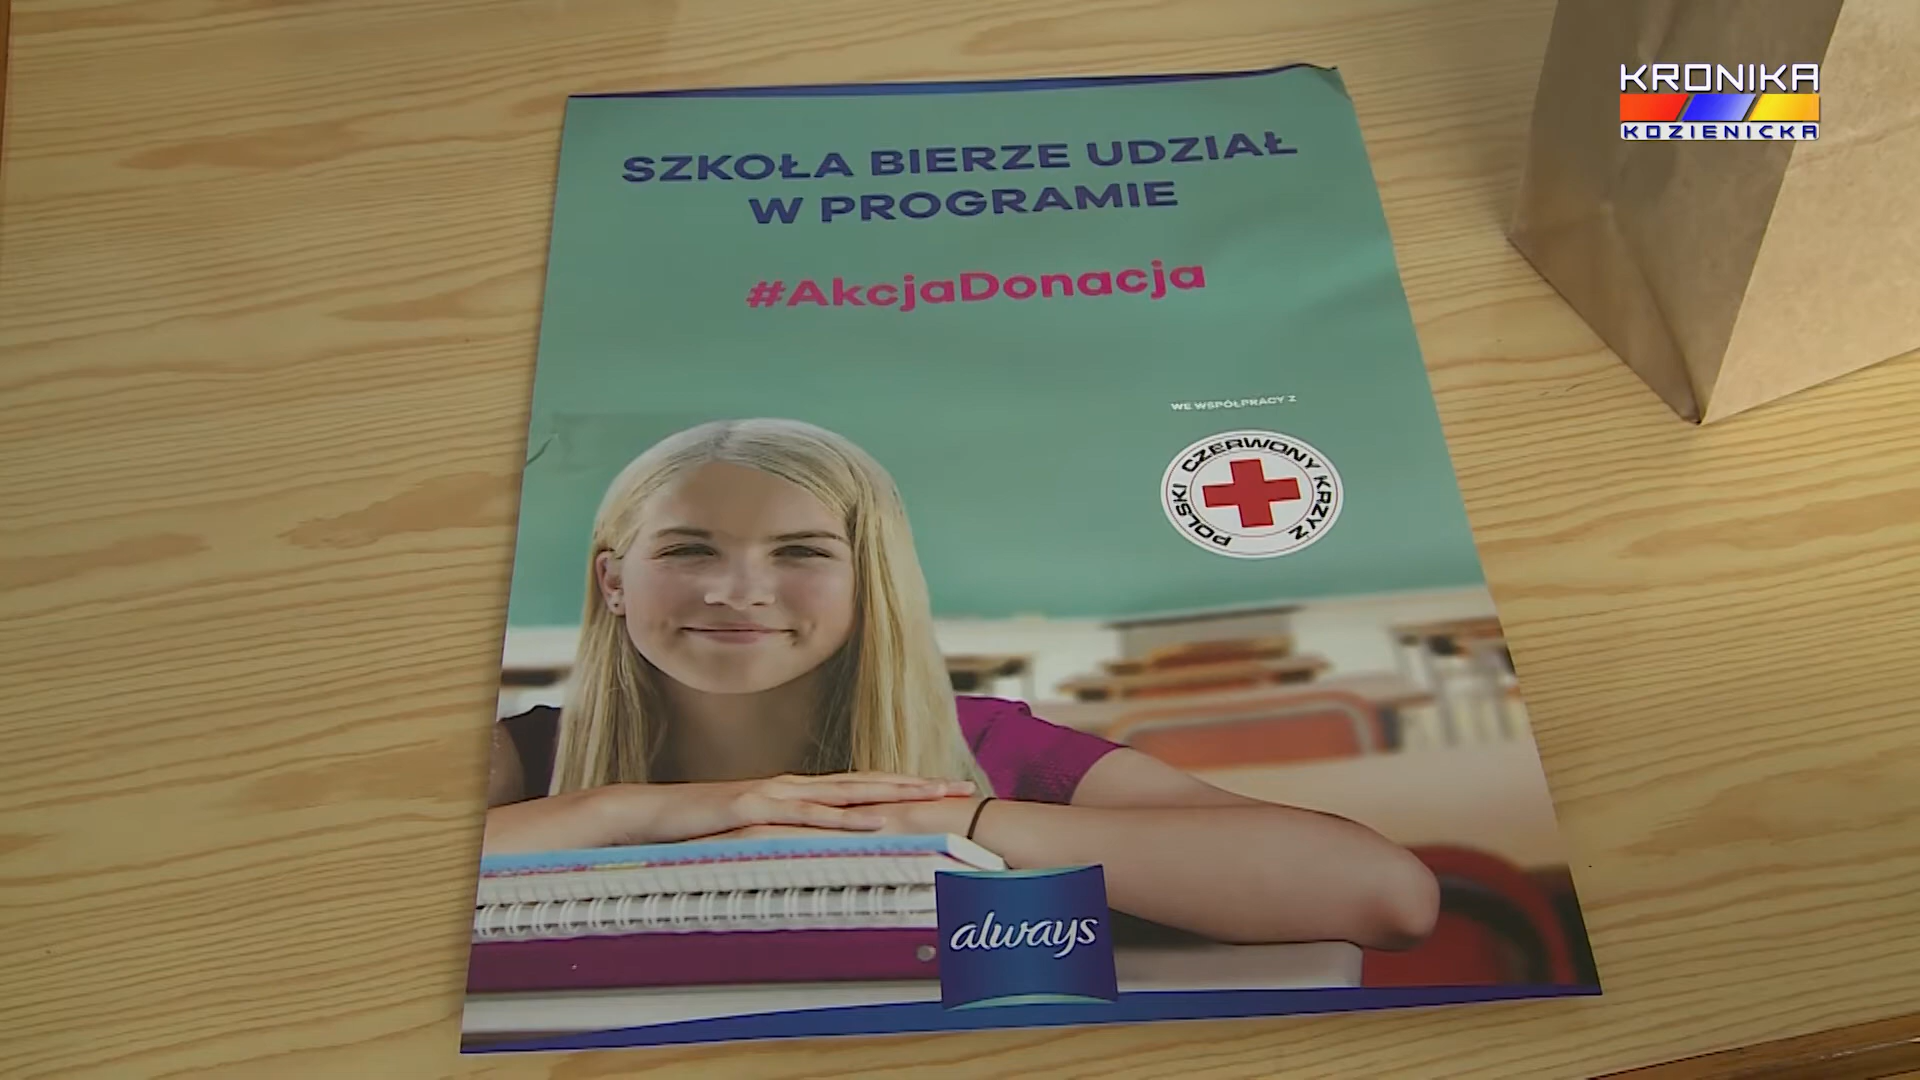 KRONIKA
KOZIENICKA
SZKOŁA BIERZE UDZIAŁ
W PROGRAMIE
#AkcjaDonacja
WE WSPÓŁPRACY Z
POLSKI CZERWONY KRZYŻ
always